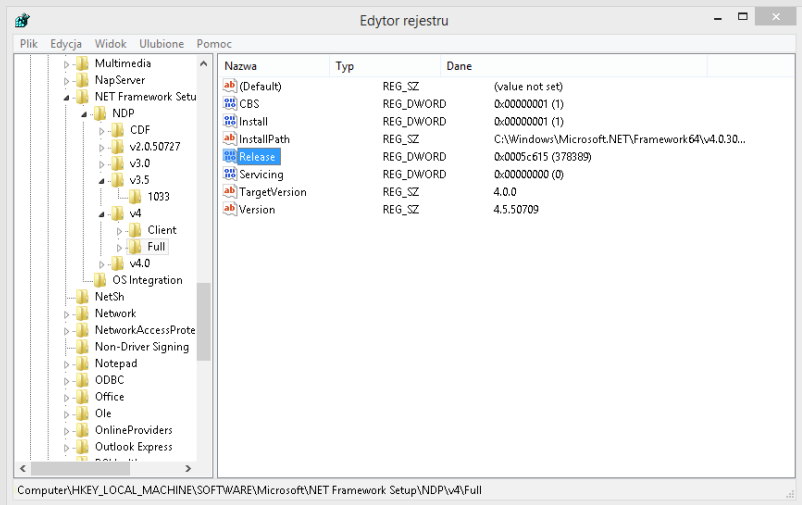 Edytor rejestru
Plik Edycja Widok Ulubione Pomoc
Multimedia
NapServer
NET Framework Setu
NDP
CDF
v2.0.50727
v3.0
v3.5
1033
v4
Client
Full
v4.0
OS Integration
NetSh
Network
NetworkAccessProte
Non-Driver Signing
Notepad
ODBC
Office
Ole
OnlineProviders
Outlook Express
Nazwa Typ Dane
(Default) REG_SZ (value not set)
CBS REG_DWORD 0x00000001 (1)
Install REG_DWORD 0x00000001 (1)
InstallPath REG_SZ C:\Windows\Microsoft.NET\Framework64\v4.0.30...
Release REG_DWORD 0x0005c615 (378389)
Servicing REG_DWORD 0x00000000 (0)
TargetVersion REG_SZ 4.0.0
Version REG_SZ 4.5.50709
Computer\HKEY_LOCAL_MACHINE\SOFTWARE\Microsoft\NET Framework Setup\NDP\v4\Full